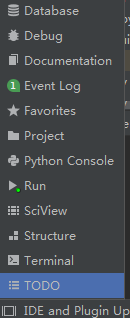 Database
Debug
Documentation
1 Event Log
Favorites
Project
Python Console
Run
SciView
Structure
Terminal
TODO
IDE and Plugin Up